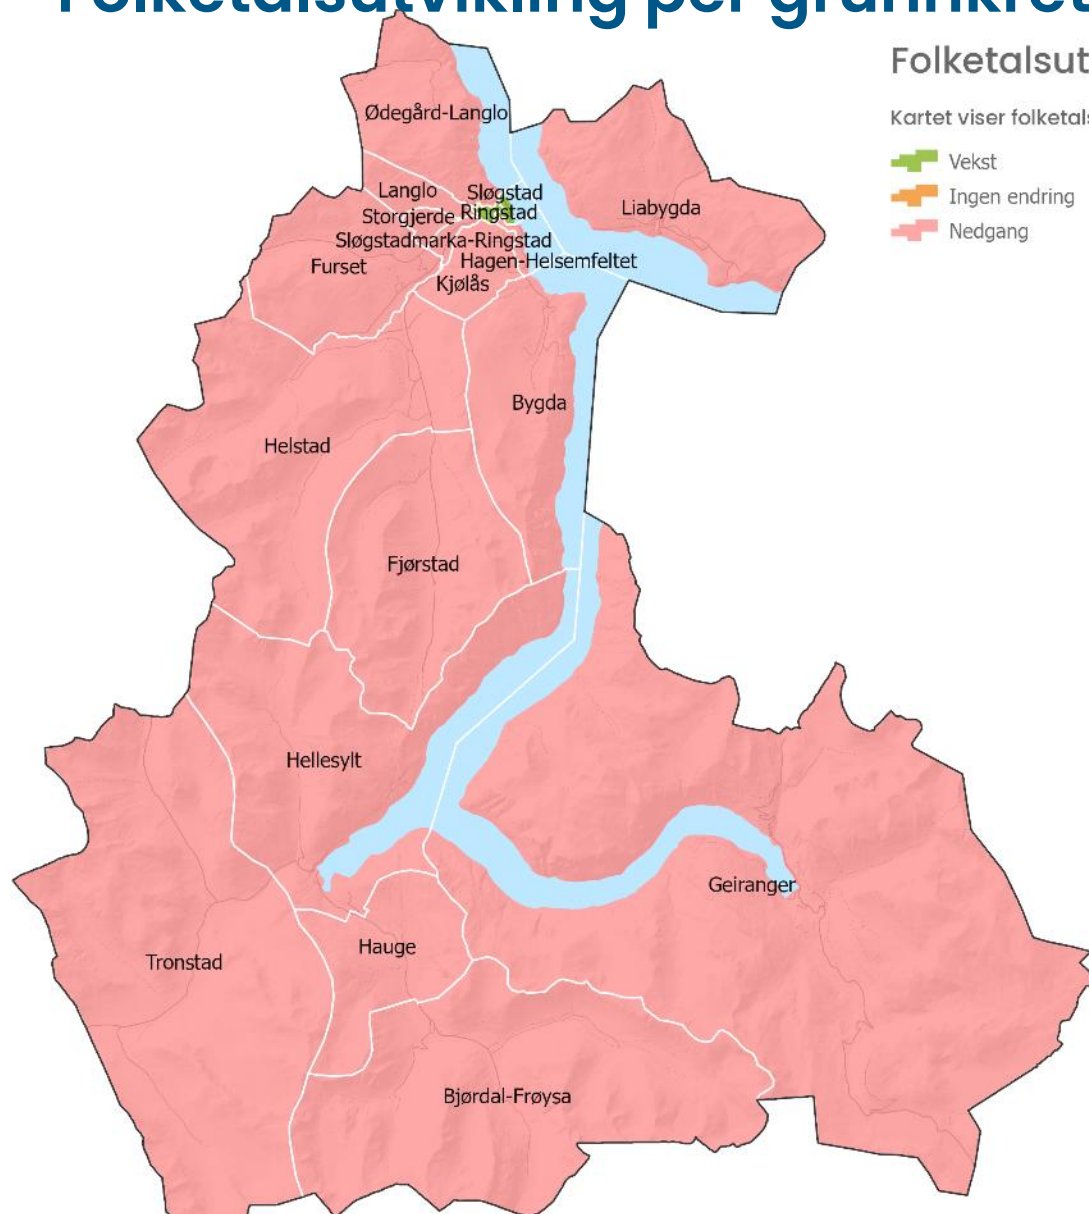 Folketalsutvikling per grunnkret
Folketalsut
Kartet viser folketals
Vekst
Ingen endring
Nedgang
Ødegård-Langlo
Langlo
Sløgstad
Liabygda
Storgjerde
Ringstad
Sløgstadmarka-Ringstad
Furset
Hagen-Helsemfeltet
Kjølås
Bygda
Helstad
Fjørstad
Hellesylt
Geiranger
Hauge
Tronstad
Bjørdal-Frøysa